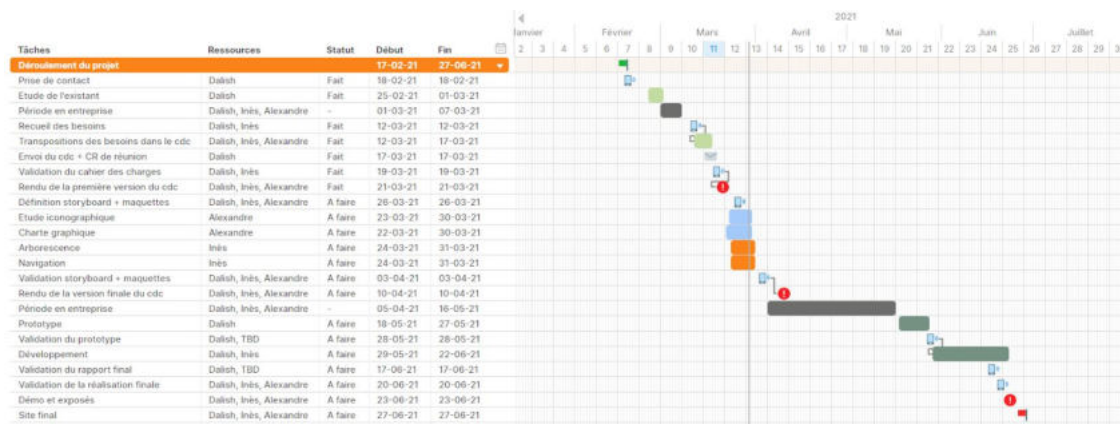 2021
Janvier Février Mars Avril Mai Juin Juillet
Tâches Ressources Statut Début Fin 2 3 4 5 6 7 8 9 10 11 12 13 14 15 16 17 18 19 20 21 22 23 24 25 26 27 28 29
Déroulement du projet 17-02-21 27-06-21
Prise de contact Dalish Fait 18-02-21 18-02-21
Etude de l'existant Dalish Fait 25-02-21 01-03-21
Période en entreprise Dalish, Inès, Alexandre - 01-03-21 07-03-21
Recueil des besoins Dalish, Inès Fait 12-03-21 12-03-21
Transpositions des besoins dans le cdc Dalish, Inès, Alexandre Fait 12-03-21 17-03-21
Envoi du cdc + CR de réunion Dalish Fait 17-03-21 17-03-21
Validation du cahier des charges Dalish, Inès Fait 19-03-21 19-03-21
Rendu de la première version du cdc Dalish, Inès, Alexandre Fait 21-03-21 21-03-21
Définition storyboard + maquettes Dalish, Inès, Alexandre A faire 26-03-21 26-03-21
Etude iconographique Alexandre A faire 23-03-21 30-03-21
Charte graphique Alexandre A faire 22-03-21 30-03-21
Arborescence Inès A faire 24-03-21 31-03-21
Navigation Inès A faire 24-03-21 31-03-21
Validation storyboard + maquettes Dalish, Inès, Alexandre A faire 03-04-21 03-04-21
Rendu de la version finale du cdc Dalish, Inès, Alexandre A faire 10-04-21 10-04-21
Période en entreprise Dalish, Inès, Alexandre - 05-04-21 16-05-21
Prototype Dalish A faire 18-05-21 27-05-21
Validation du prototype Dalish, TBD A faire 28-05-21 28-05-21
Développement Dalish, Inès A faire 29-05-21 22-06-21
Validation du rapport final Dalish, TBD A faire 17-06-21 17-06-21
Validation de la réalisation finale Dalish, Inès, Alexandre A faire 20-06-21 20-06-21
Démo et exposés Dalish, Inès, Alexandre A faire 23-06-21 23-06-21
Site final Dalish, Inès, Alexandre A faire 27-06-21 27-06-21